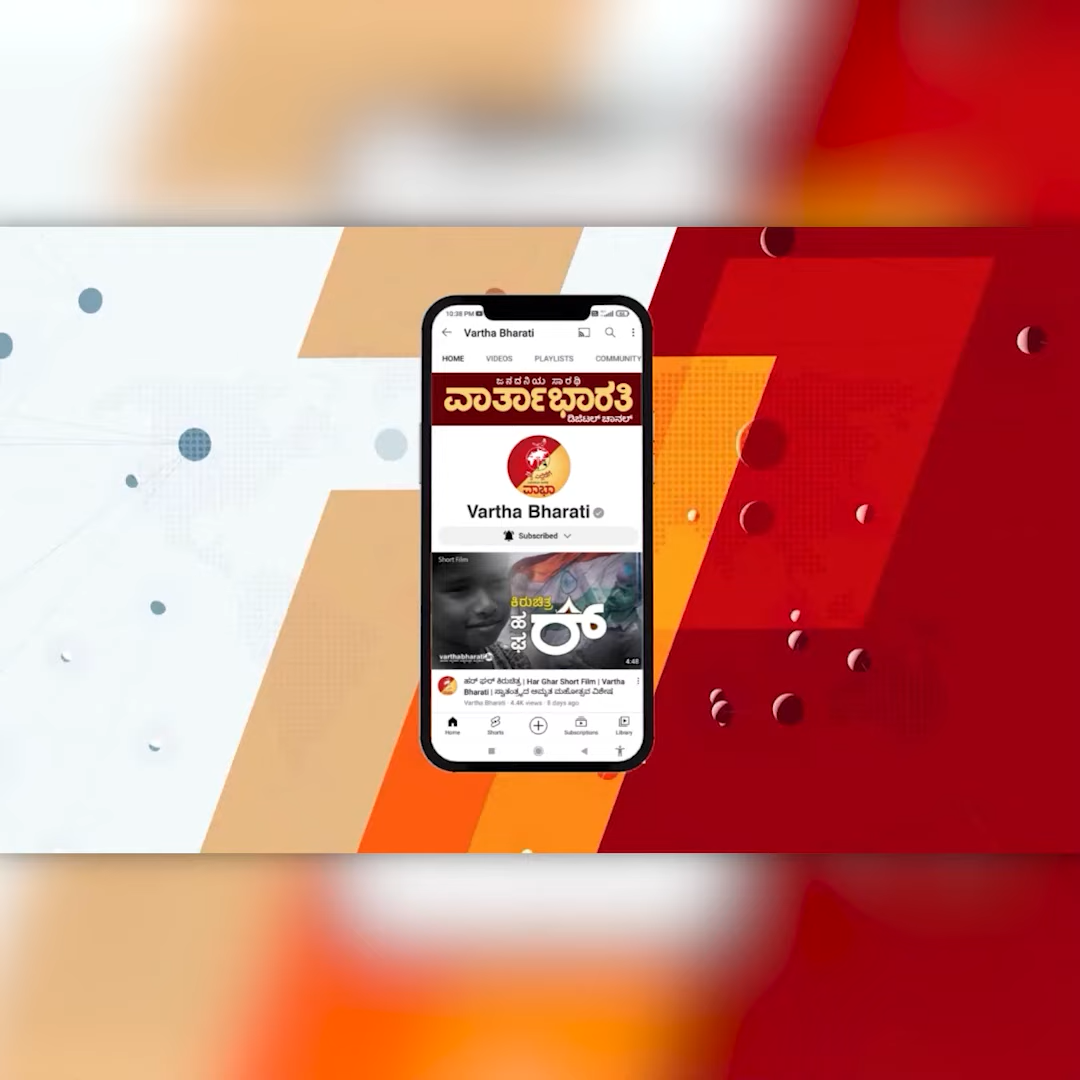 10:38 PM
Vartha Bharati
HOME VIDEOS PLAYLISTS COMMUNITY
ಜನದನಿಯ ಸಾರಥಿ
ವಾರ್ತಾಭಾರತಿ
ಡಿಜಿಟಲ್ ಚಾನಲ್
ವಾಭಾ
Vartha Bharati
Subscribed
Short Film
ಕಿರುಚಿತ್ರ
varthabharati
4:48
ಹರ್ ಘರ್ ಕಿರುಚಿತ್ರ | Har Ghar Short Film | Vartha
Bharati | ಸ್ವಾತಂತ್ರ್ಯದ ಅಮೃತ ಮಹೋತ್ಸವ ವಿಶೇಷ
Vartha Bharati · 4.4K views · 8 days ago
Home Shorts Subscriptions Library